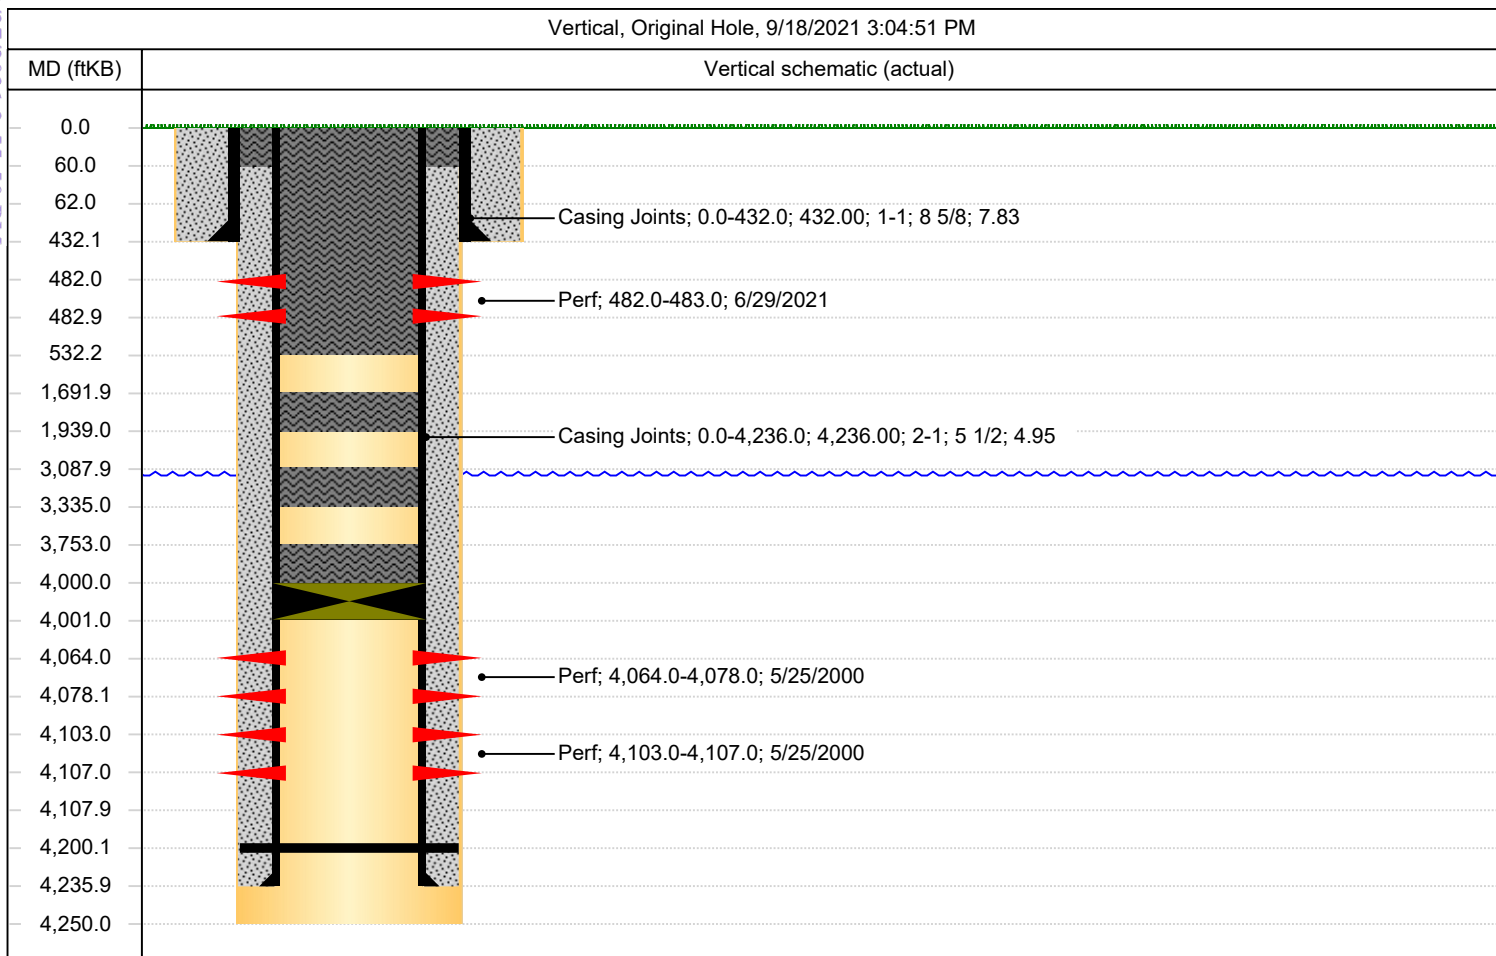 Vertical, Original Hole, 9/18/2021 3:04:51 PM
MD (ftKB)
Vertical schematic (actual)
0.0
60.0
62.0
Casing Joints; 0.0-432.0; 432.00; 1-1; 8 5/8; 7.83
432.1
482.0
Perf; 482.0-483.0; 6/29/2021
482.9
532.2
1,691.9
1,939.0
Casing Joints; 0.0-4,236.0; 4,236.00; 2-1; 5 1/2; 4.95
3,087.9
3,335.0
3,753.0
4,000.0
4,001.0
4,064.0
Perf; 4,064.0-4,078.0; 5/25/2000
4,078.1
4,103.0
Perf; 4,103.0-4,107.0; 5/25/2000
4,107.0
4,107.9
4,200.1
4,235.9
4,250.0